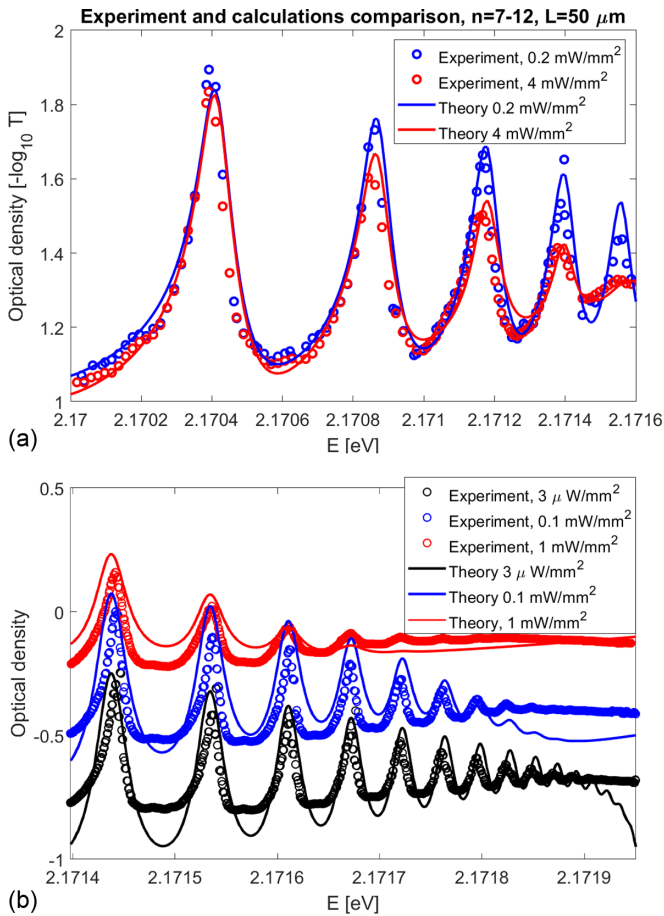 Experiment and calculations comparison, n=7-12, L=50 μm
2
1.8
1.6
1.4
1.2
1
Optical density [-log10 T]
Experiment, 0.2 mW/mm2
Experiment, 4 mW/mm2
Theory 0.2 mW/mm2
Theory 4 mW/mm2
2.17 2.1702 2.1704 2.1706 2.1708 2.171 2.1712 2.1714 2.1716
E [eV]
(a)
0.5
0
-0.5
-1
Optical density
Experiment, 3 μ W/mm2
Experiment, 0.1 mW/mm2
Experiment, 1 mW/mm2
Theory 3 μ W/mm2
Theory 0.1 mW/mm2
Theory, 1 mW/mm2
2.1714 2.1715 2.1716 2.1717 2.1718 2.1719
E [eV]
(b)